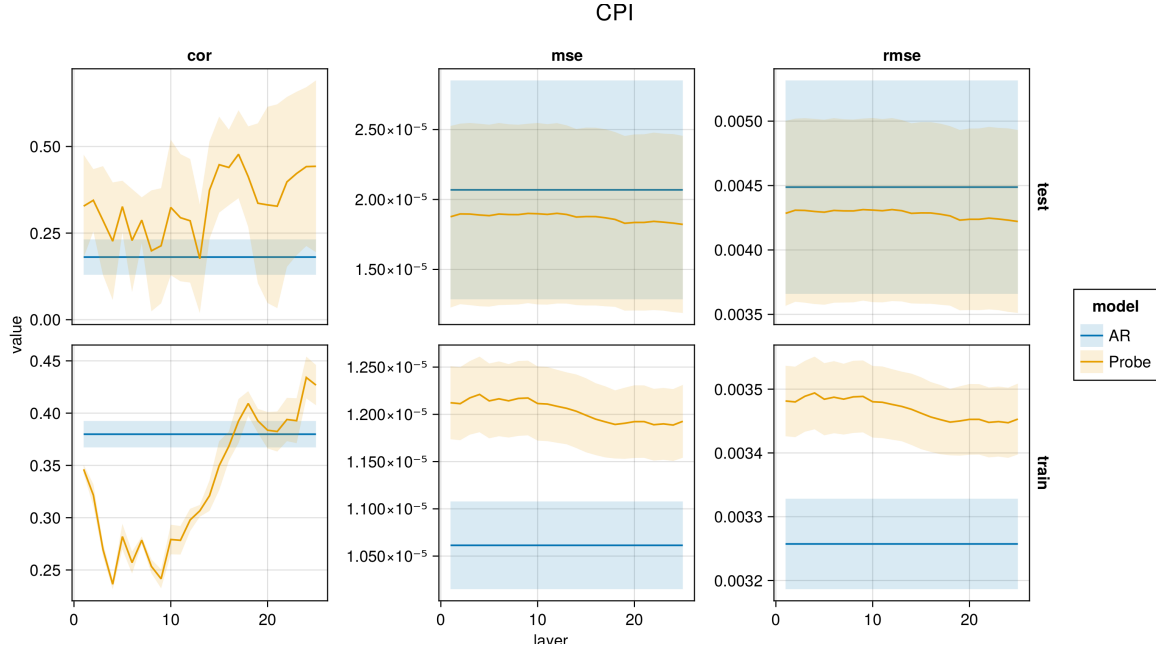 CPI
cor
mse
rmse
value
0.50
0.25
0.00
2.50×10⁻⁵
2.00×10⁻⁵
1.50×10⁻⁵
0.0050
0.0045
0.0040
0.0035
test
0.45
0.40
0.35
0.30
0.25
1.250×10⁻⁵
1.200×10⁻⁵
1.150×10⁻⁵
1.100×10⁻⁵
1.050×10⁻⁵
0.0035
0.0034
0.0033
0.0032
train
0 10 20
0 10 20
0 10 20
layer
model
AR
Probe